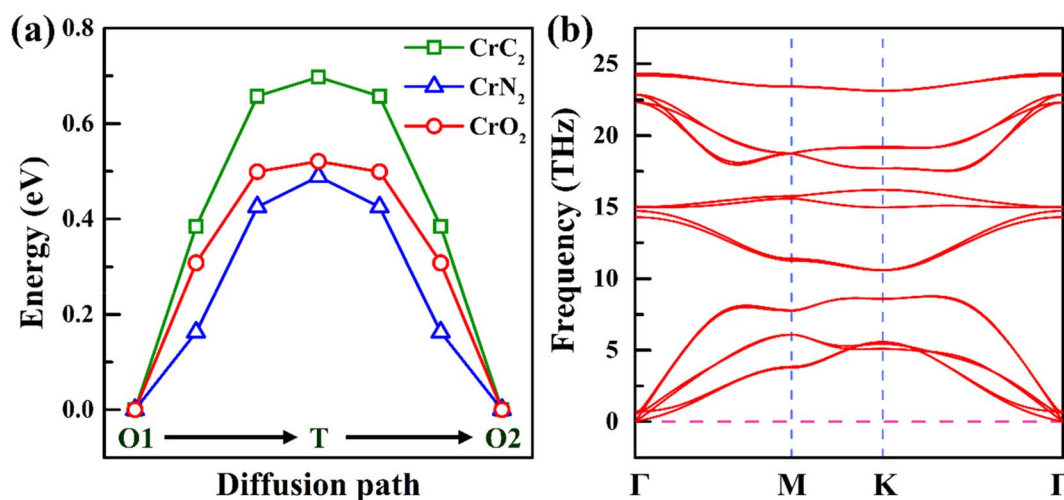 (a)
0.8
0.6
0.4
0.2
0.0
Energy (eV)
CrC₂
CrN₂
CrO₂
O1 T O2
Diffusion path
(b)
25
20
15
10
5
0
Frequency (THz)
Γ M K Γ